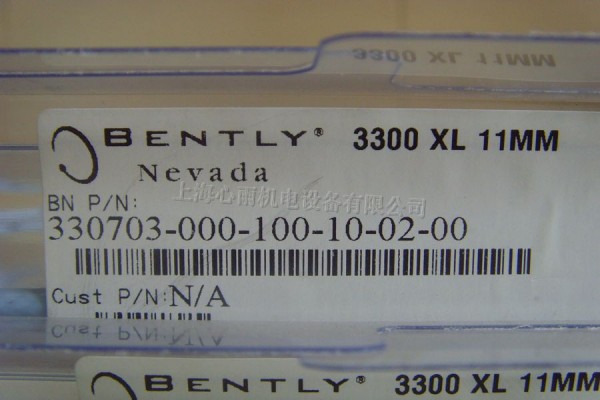 3300 XL 11MM
BENTLY® 3300 XL 11MM
Nevada
上海心雨机电设备有限公司
BN P/N:
330703-000-100-10-02-00
Cust P/N:N/A
Cust P/N:N/A
BENTLY® 3300 XL 11MM